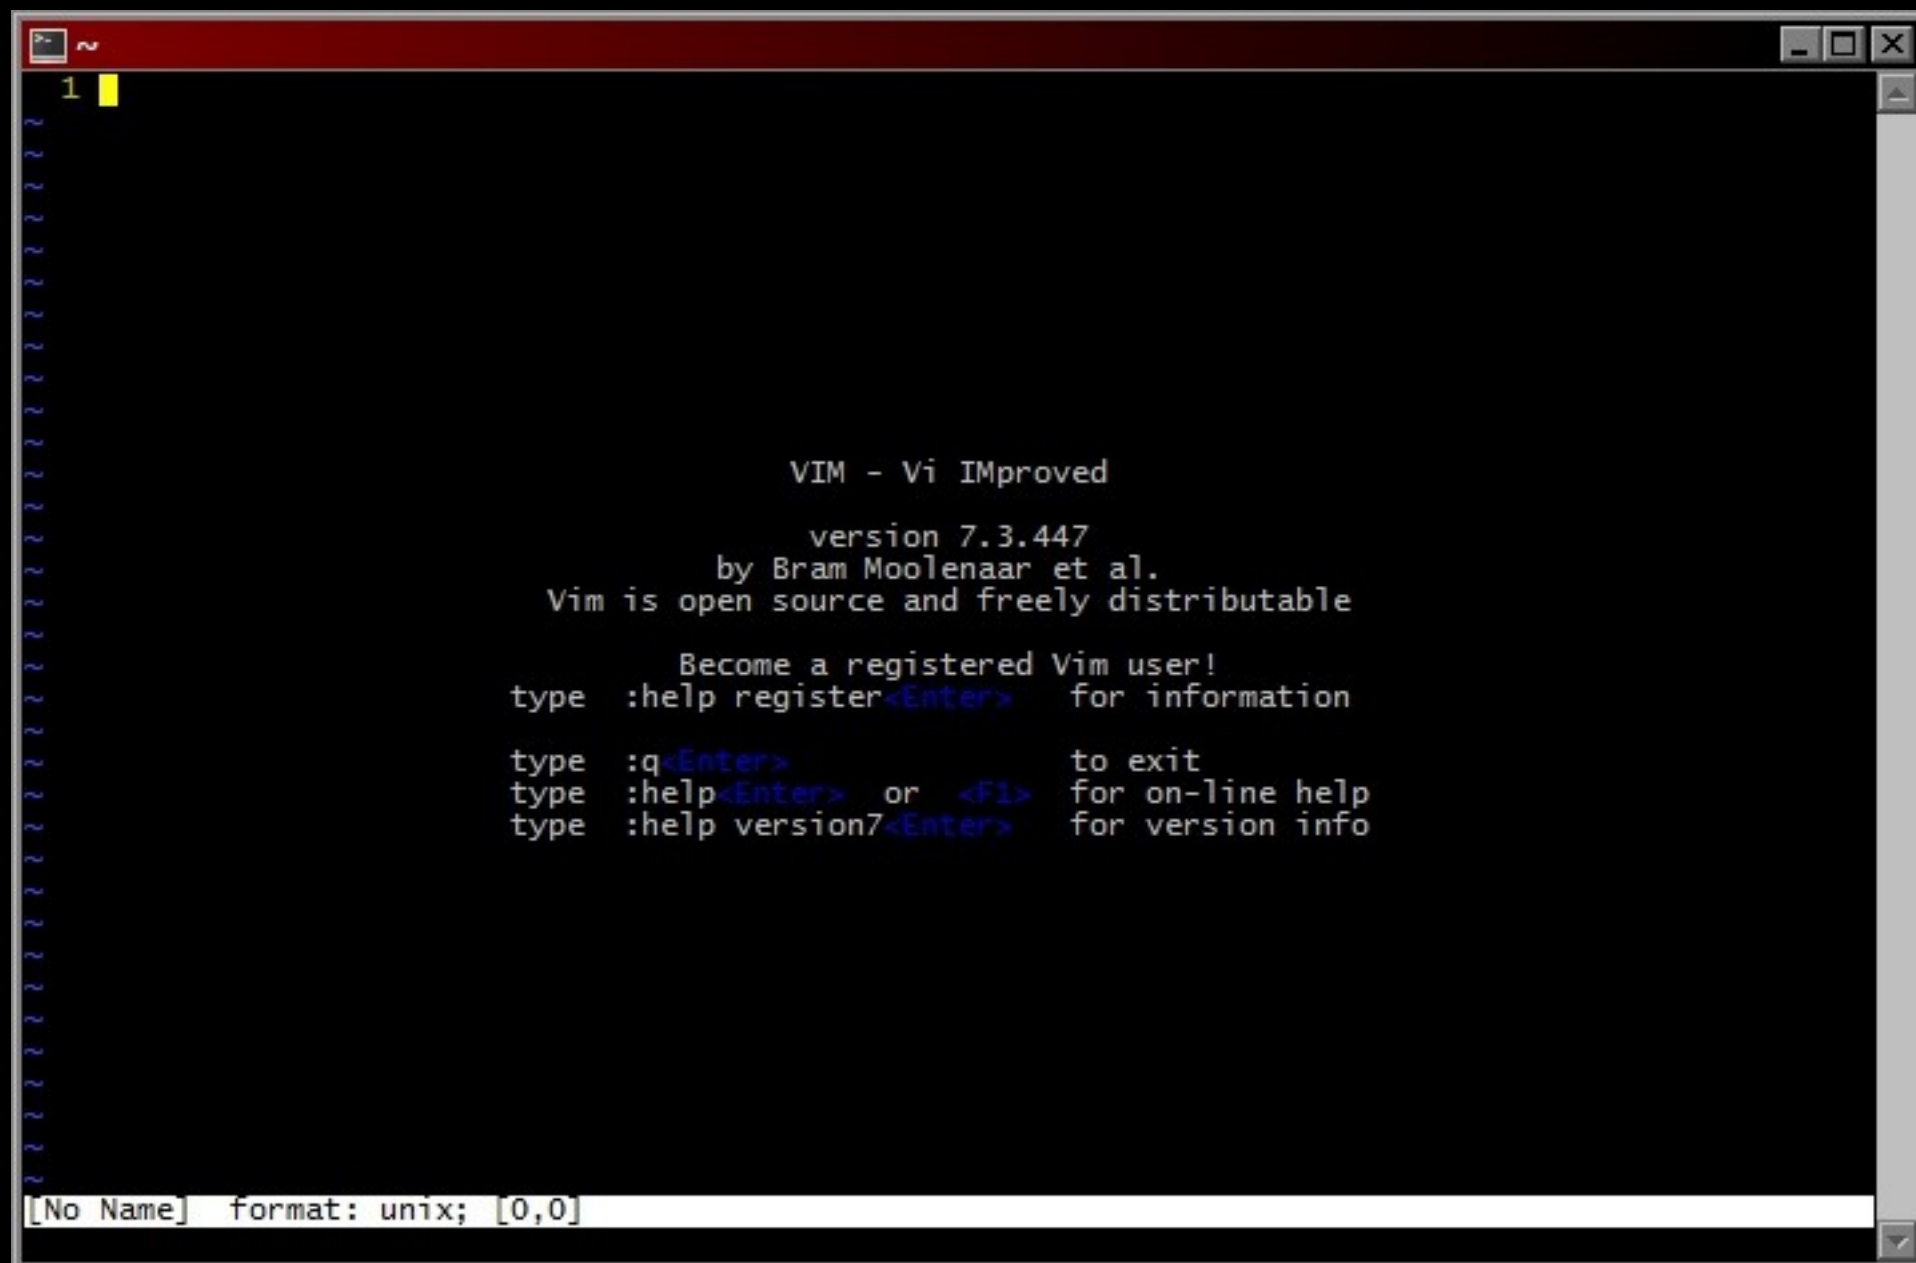 ~
1
~
~
~
~
~
~
~
~
~
~
~
~ VIM - Vi IMproved
~
~ version 7.3.447
~ by Bram Moolenaar et al.
~ Vim is open source and freely distributable
~
~ Become a registered Vim user!
~ type :help register<Enter> for information
~
~ type :q<Enter> to exit
~ type :help<Enter> or <F1> for on-line help
~ type :help version7<Enter> for version info
~
~
~
~
~
~
~
~
~
~
~
[No Name] format: unix; [0,0]